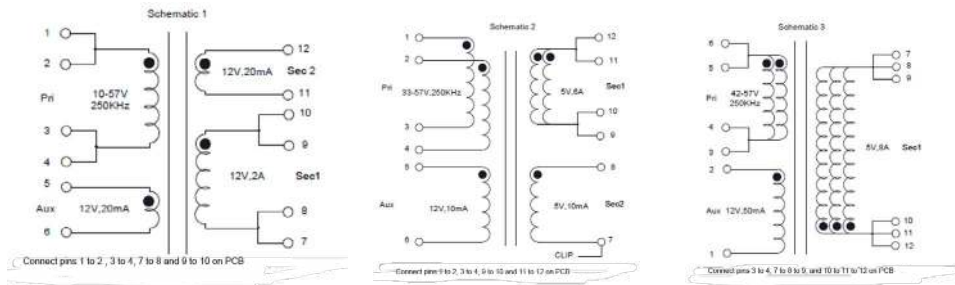 Schematic 1
1
2
Pri
10-57V
250KHz
3
4
5
Aux
12V,20mA
6
12
12V,20mA
Sec 2
11
10
9
12V,2A
Sec1
8
7
Connect pins 1 to 2 , 3 to 4, 7 to 8 and 9 to 10 on PCB
Schematic 2
1
2
Pri
33-57V,250KHz
3
4
5
Aux
12V,10mA
6
12
11
5V,6A
Sec1
10
9
8
5V,10mA
Sec2
7
CLIP
Connect pins 1 to 2, 3 to 4, 9 to 10 and 11 to 12 on PCB
Schematic 3
6
5
Pri
42-57V
250KHz
4
3
2
Aux
12V,50mA
1
7
8
9
5V,8A
Sec1
10
11
12
Connect pins 3 to 4, 7 to 8 to 9, and 10 to 11 to 12 on PCB